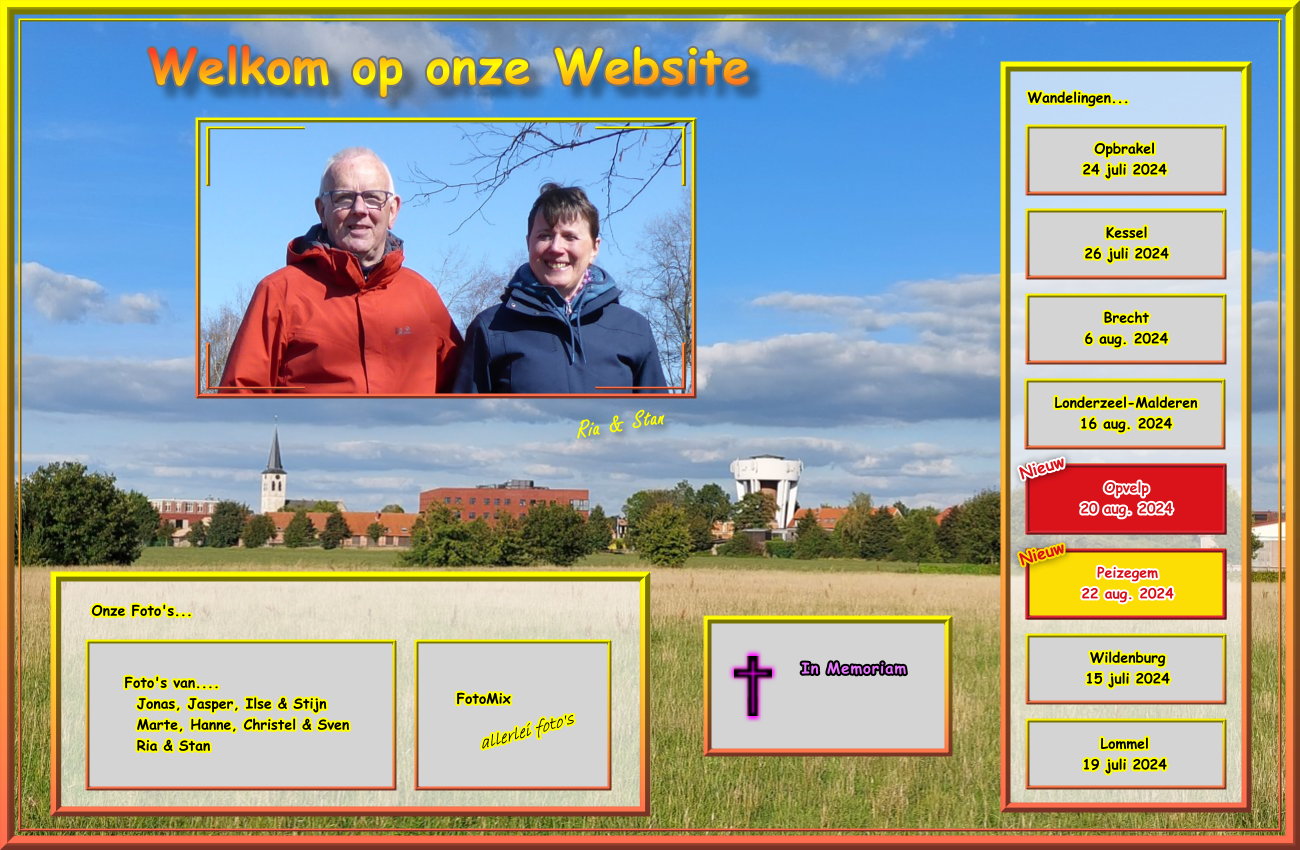 Welkom op onze Website
Ria & Stan
Wandelingen...
Opbrakel
24 juli 2024
Kessel
26 juli 2024
Brecht
6 aug. 2024
Londerzeel-Malderen
16 aug. 2024
Nieuw
Opvelp
20 aug. 2024
Nieuw
Peizegem
22 aug. 2024
Wildenburg
15 juli 2024
Lommel
19 juli 2024
Onze Foto's...
Foto's van....
Jonas, Jasper, Ilse & Stijn
Marte, Hanne, Christel & Sven
Ria & Stan
FotoMix
allerlei foto's
In Memoriam